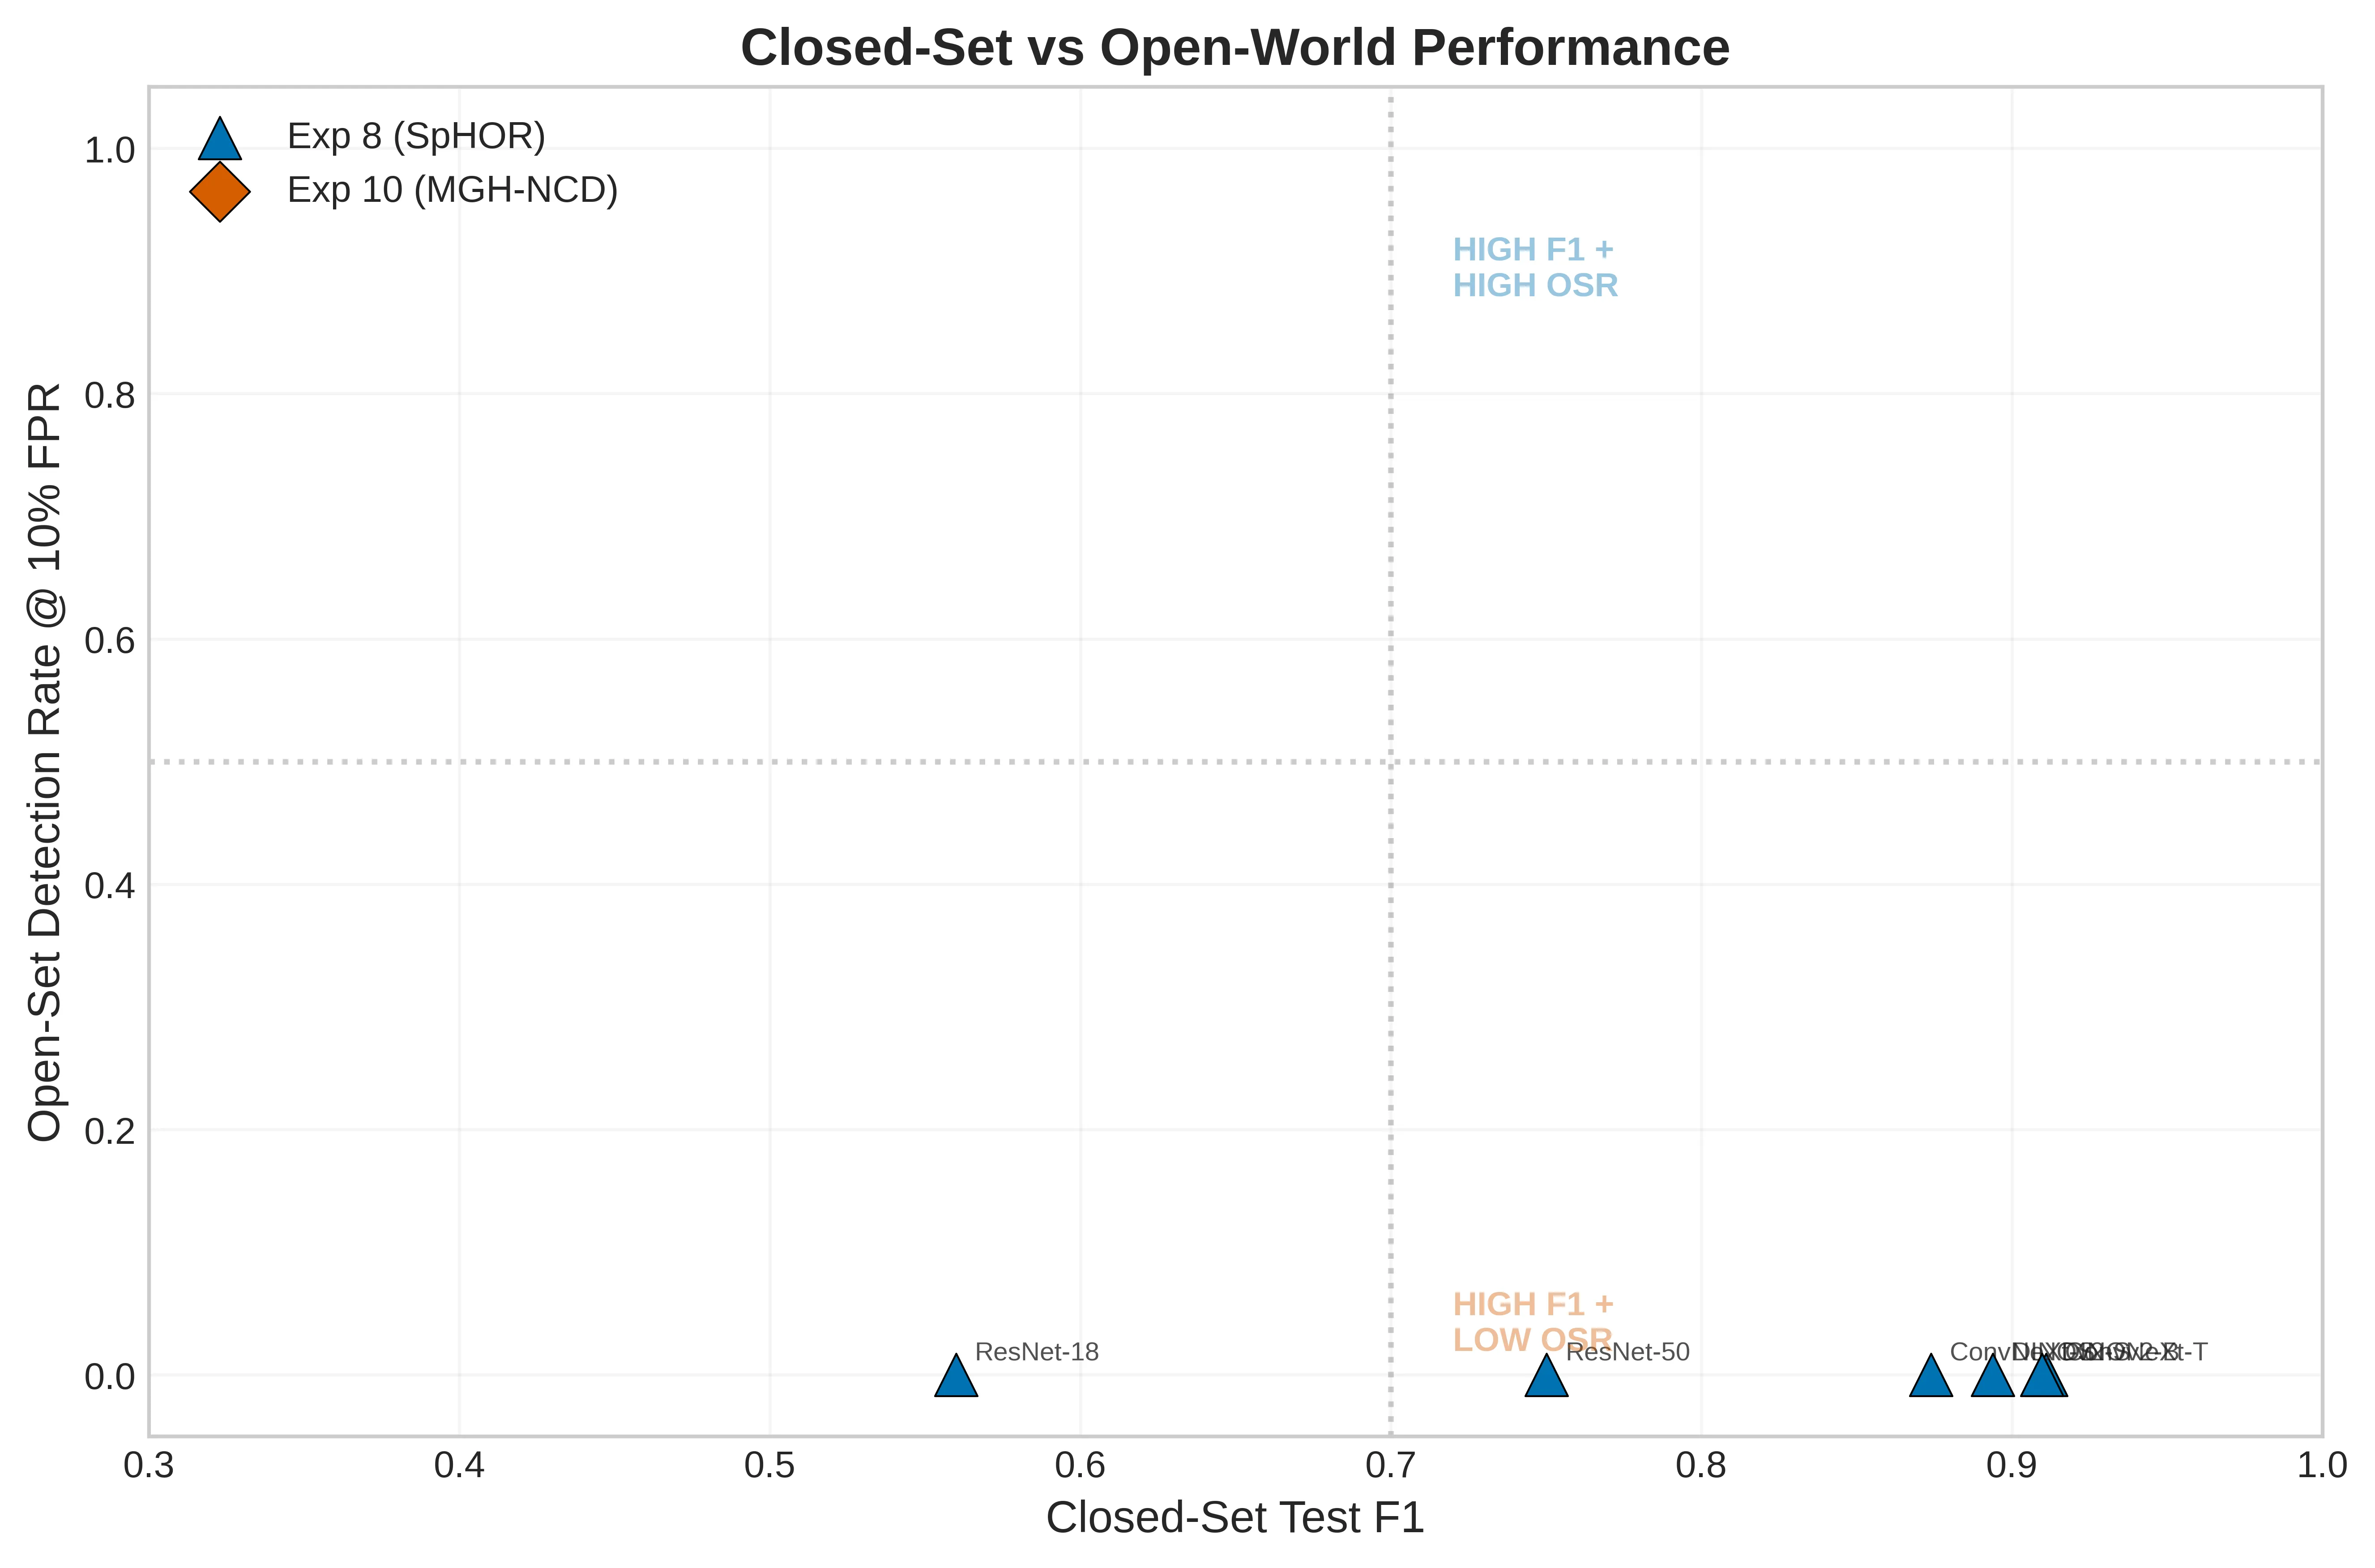 Closed-Set vs Open-World Performance
Exp 8 (SpHOR)
Exp 10 (MGH-NCD)
HIGH F1 +
HIGH OSR
HIGH F1 +
LOW OSR
ResNet-18
ResNet-50
1.0
0.8
0.6
0.4
0.2
0.0
Open-Set Detection Rate @ 10% FPR
0.3
0.4
0.5
0.6
0.7
0.8
0.9
1.0
Closed-Set Test F1